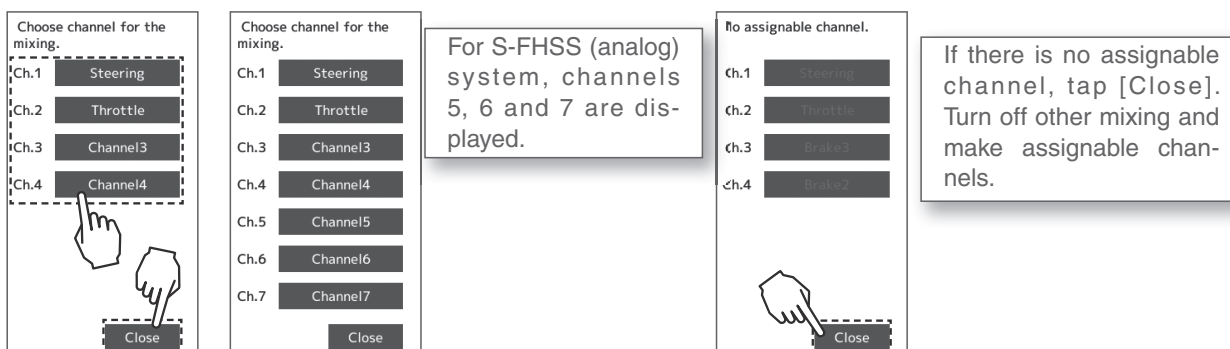 Choose channel for the
mixing.
Ch.1 Steering
Ch.2 Throttle
Ch.3 Channel3
Ch.4 Channel4
Close
Choose channel for the
mixing.
Ch.1 Steering
Ch.2 Throttle
Ch.3 Channel3
Ch.4 Channel4
Ch.5 Channel5
Ch.6 Channel6
Ch.7 Channel7
Close
For S-FHSS (analog)
system, channels
5, 6 and 7 are dis-
played.
No assignable channel.
Ch.1 Steering
Ch.2 Throttle
Ch.3 Brake3
Ch.4 Brake2
Close
If there is no assignable
channel, tap [Close].
Turn off other mixing and
make assignable chan-
nels.